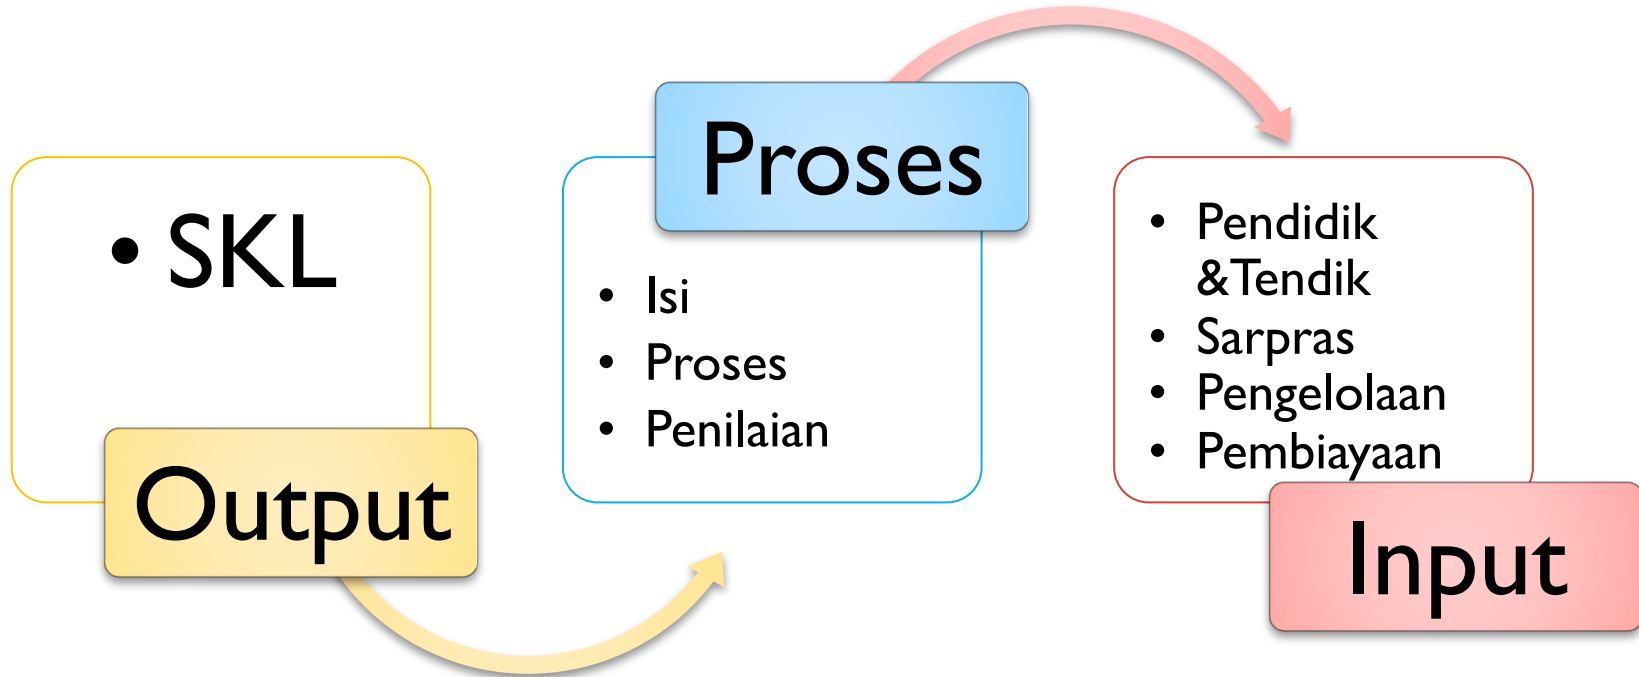 • SKL
Output
Proses
• Isi
• Proses
• Penilaian
• Pendidik
&Tendik
• Sarpras
• Pengelolaan
• Pembiayaan
Input